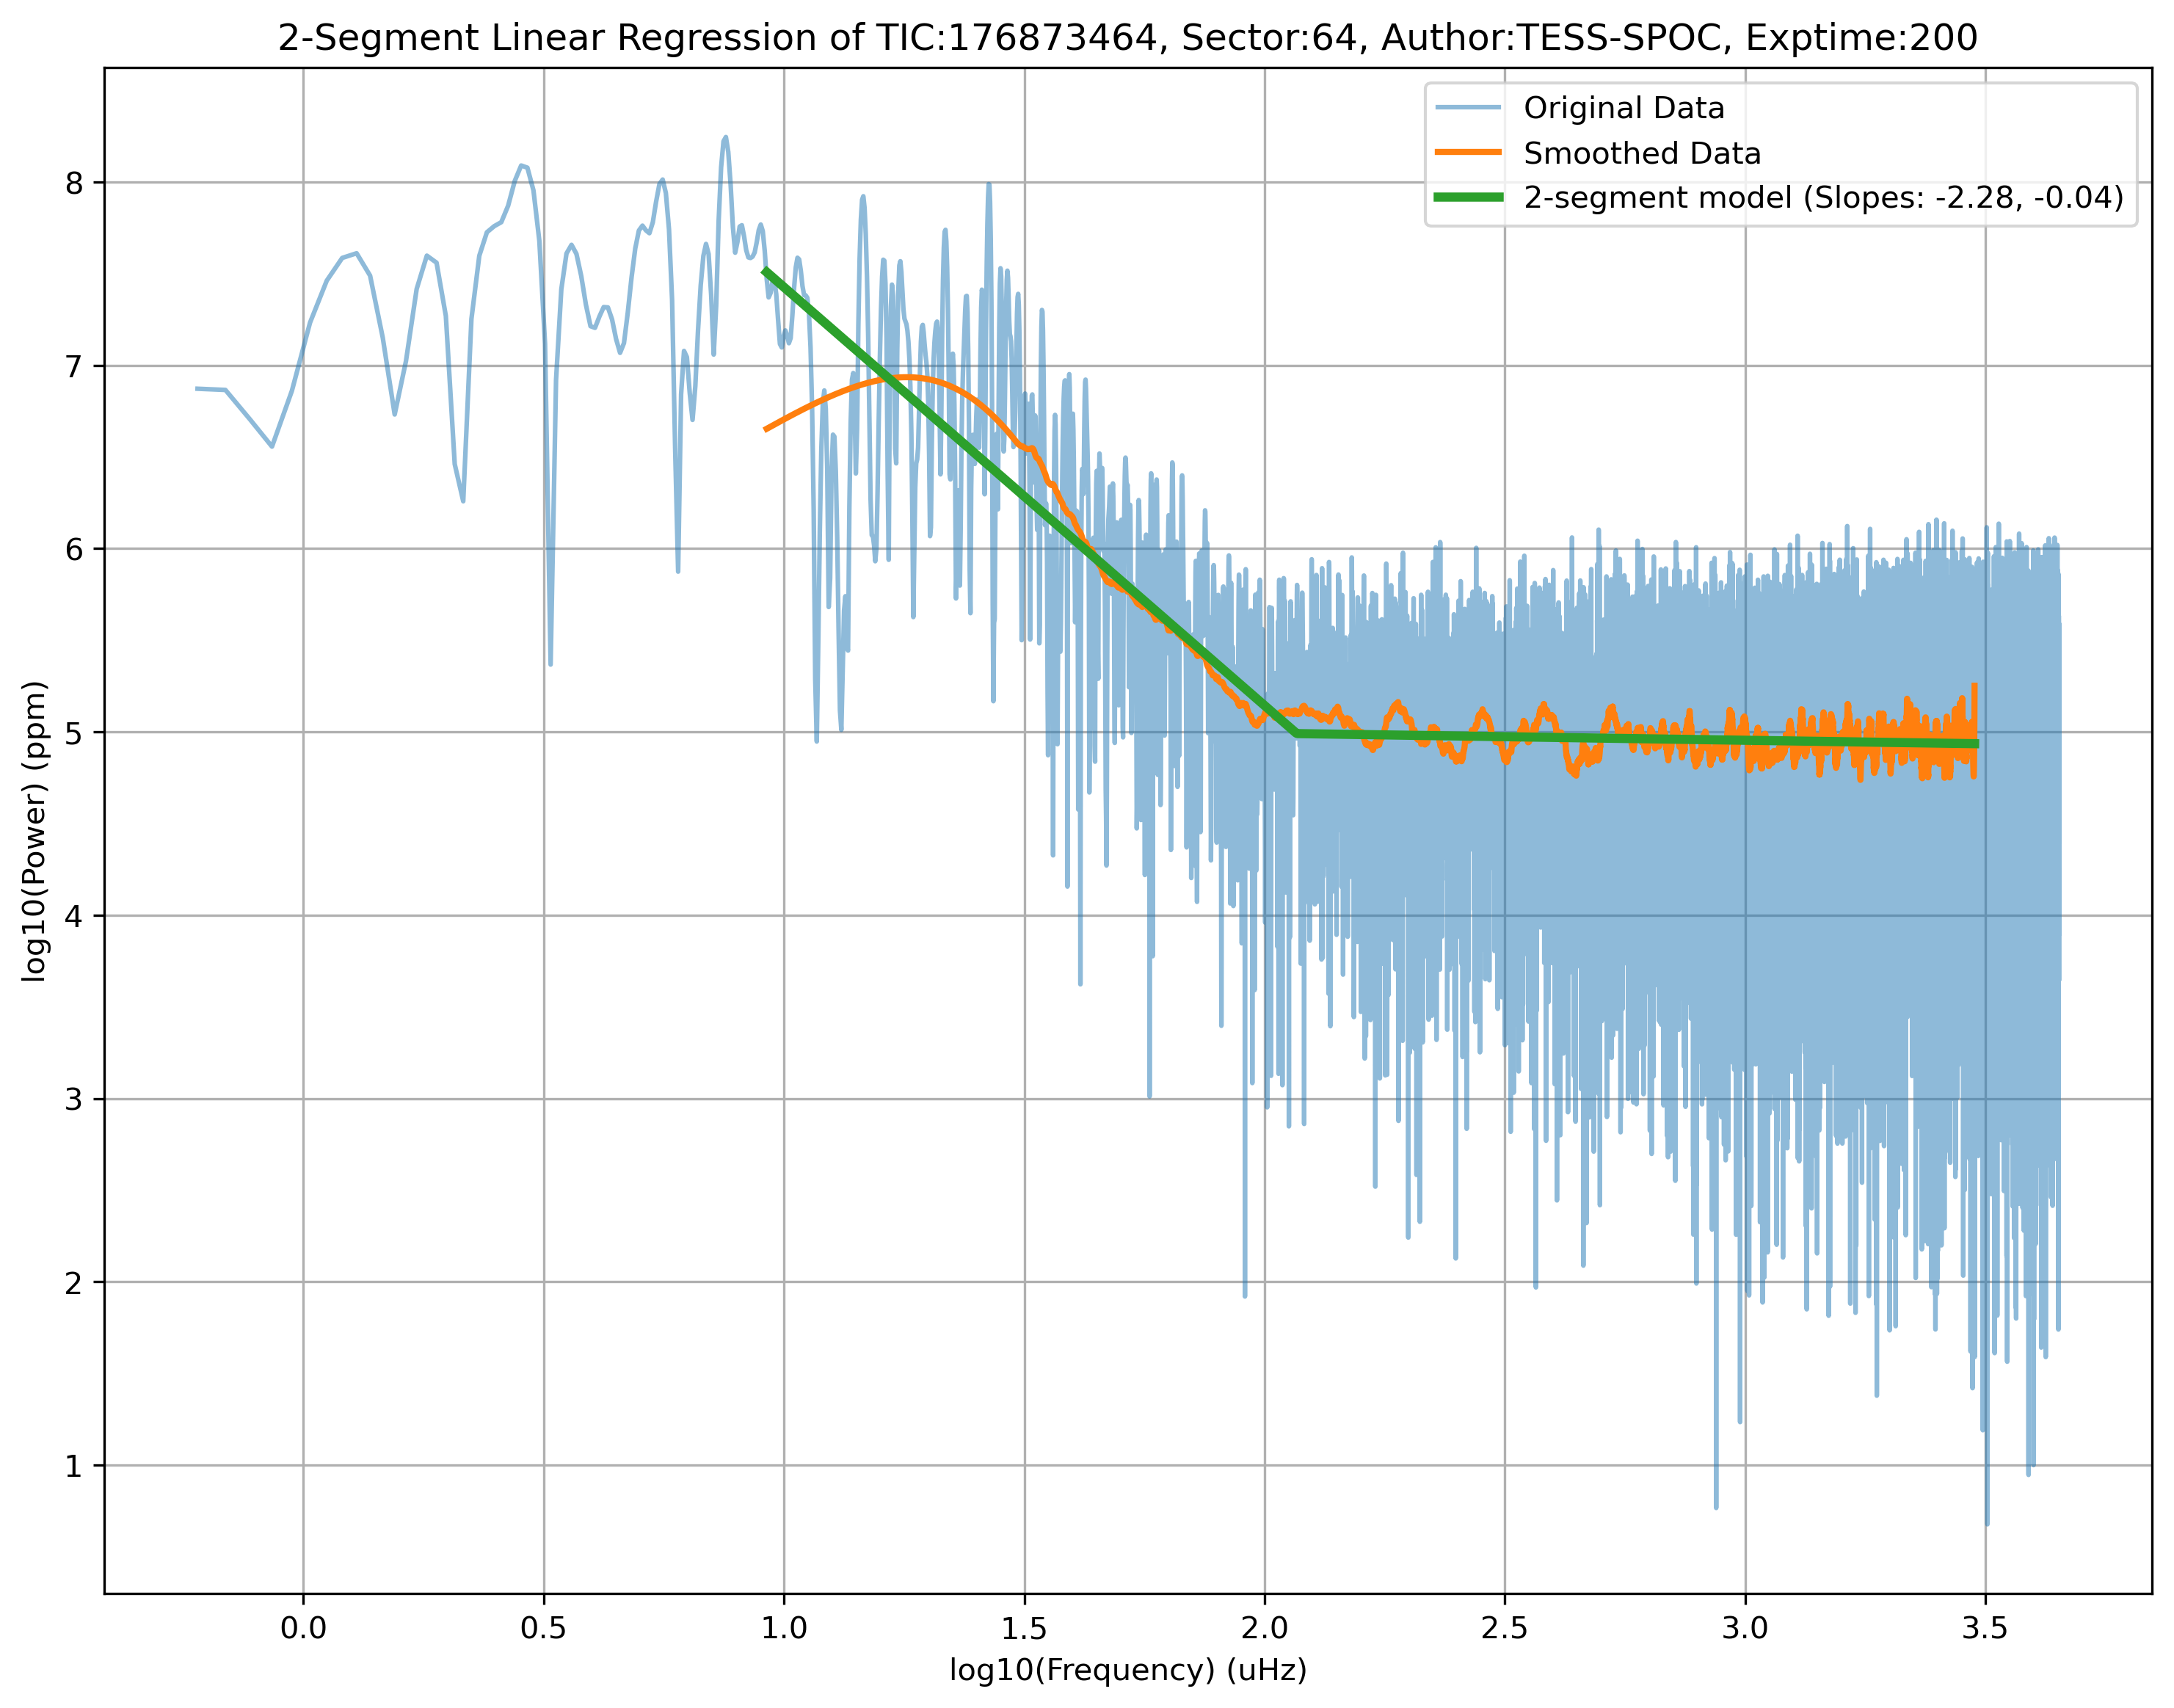 2-Segment Linear Regression of TIC:176873464, Sector:64, Author:TESS-SPOC, Exptime:200
Original Data
Smoothed Data
2-segment model (Slopes: -2.28, -0.04)
log10(Power) (ppm)
8
7
6
5
4
3
2
1
0.0
0.5
1.0
1.5
2.0
2.5
3.0
3.5
log10(Frequency) (uHz)